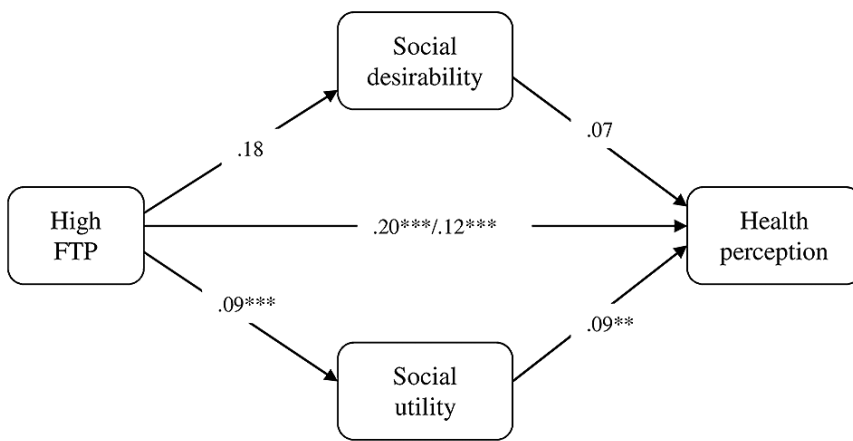 Social
desirability
.18
.07
High
FTP
.20***/.12***
Health
perception
.09***
.09**
Social
utility